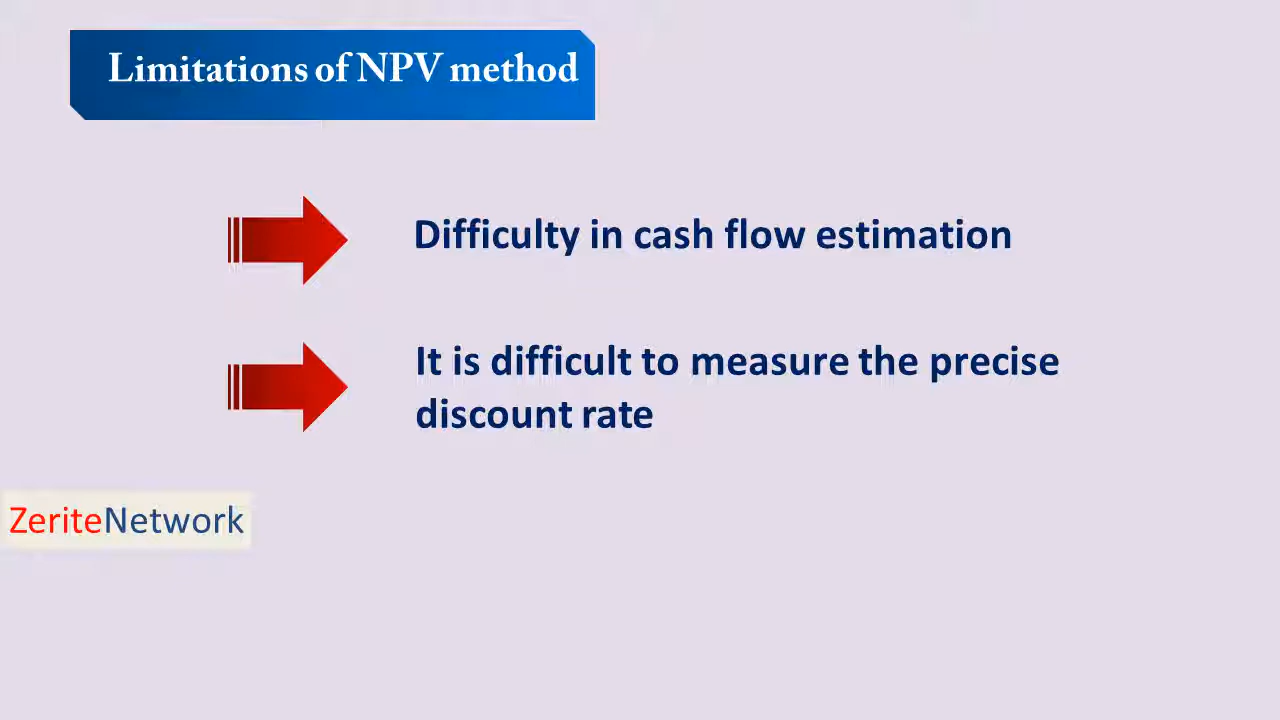 Limitations of NPV method
Difficulty in cash flow estimation
It is difficult to measure the precise
discount rate
ZeriteNetwork